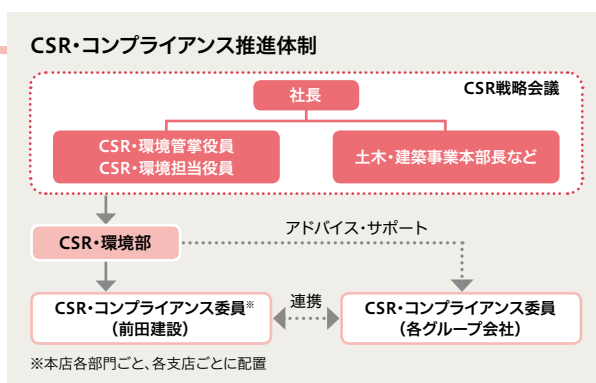 CSR・コンプライアンス推進体制
CSR戦略会議
社長
CSR・環境管掌役員
CSR・環境担当役員
土木・建築事業本部長など
アドバイス・サポート
CSR・環境部
CSR・コンプライアンス委員※
(前田建設)
連携
CSR・コンプライアンス委員
(各グループ会社)
※本店各部門ごと、各支店ごとに配置